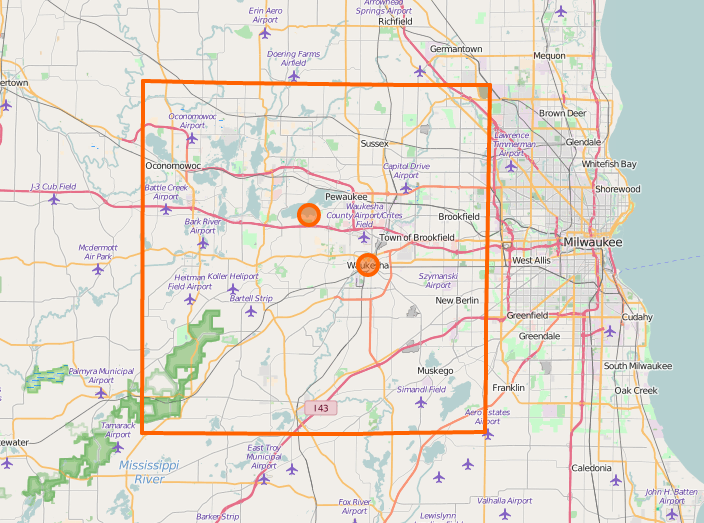 Arrowhead
Springs Airport
Erin Aero
Airport
Richfield
Germantown
Mequon
Doering Farms
Airfield
ertown
Oconomowoc
Airport
Brown Deer
Lawrence
Timmerman
Airport
Glendale
Sussex
Whitefish Bay
Oconomowoc
Capitol Drive
Airport
J-3 Cub Field
Battle Creek
Airport
Shorewood
Pewaukee
Waukesha
County Airport/Crites
Field
Brookfield
Bark River
Airport
Town of Brookfield
Milwaukee
Mcdermott
Air Park
West Allis
Waukesha
Heitman
Field Airport
Koller Heliport
Szymanski
Airport
Bartell Strip
New Berlin
Greenfield
Cudahy
Greendale
Palmyra Municipal
Airport
Muskego
South Milwaukee
Simandl Field
Franklin
Oak Creek
I 43
Aero Estates
Airport
Tamarack
Airport
ewater
East Troy
Municipal
Airport
Mississippi
River
Caledonia
John H. Batten
Airport
Fox River
Airport
Valhalla Airport
Barker Strip
Lewislynn